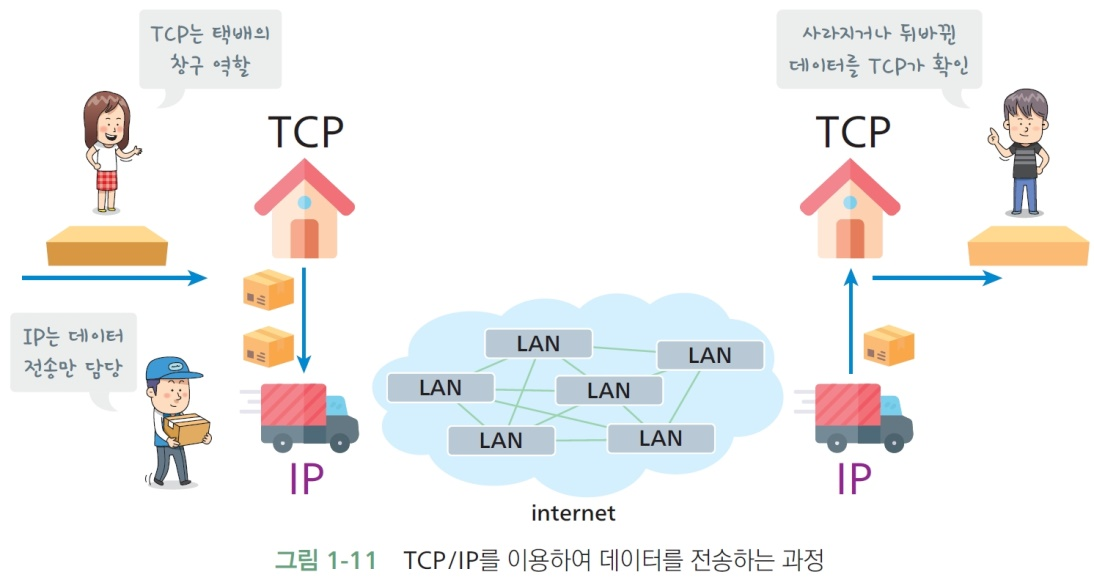 TCP는 택배의
창구 역할
사라지거나 뒤바뀐
데이터를 TCP가 확인
TCP
TCP
IP는 데이터
전송만 담당
LAN
LAN
LAN
LAN
LAN
LAN
IP
IP
internet
그림 1-11 TCP/IP를 이용하여 데이터를 전송하는 과정